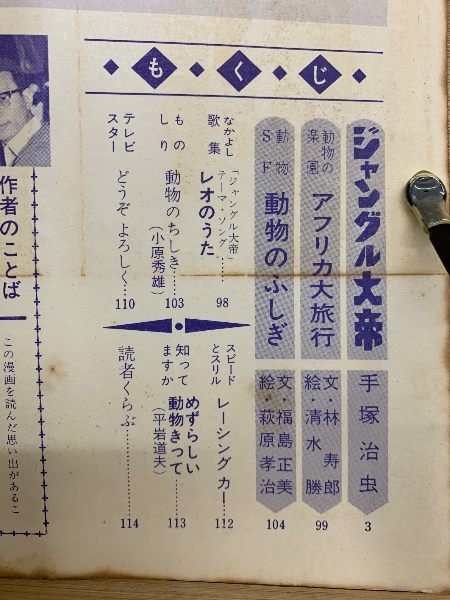 もくじ
ジャングル大帝
手塚治虫
3
動物の楽園
アフリカ大旅行
文・林寿郎
絵・清水勝
99
動物SF
動物のふしぎ
文・福島正美
絵・萩原孝治
104
なかよし歌集
「ジャングル大帝」
テーマ・ソング……
レオのうた
98
ものしり
動物のちしき……
(小原秀雄)
103
テレビスター
どうぞよろしく…
110
スピードとスリル
レーシングカー……
112
知ってますか
めずらしい
動物きって……
(平岩道夫)
113
読者くらぶ……
114
作者のことば
この漫画を読んだ思い出があるこ